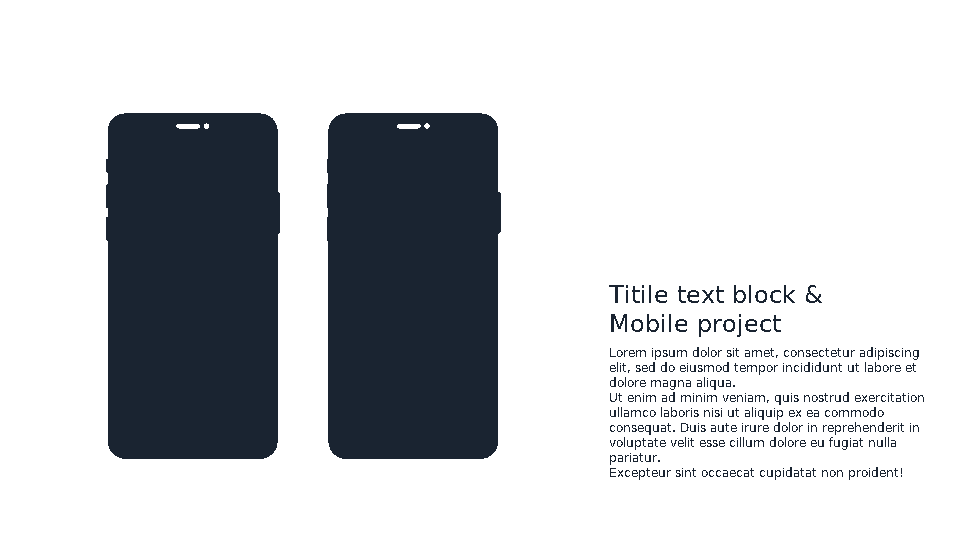 Titile text block &
Mobile project
Lorem ipsum dolor sit amet, consectetur adipiscing
elit, sed do eiusmod tempor incididunt ut labore et
dolore magna aliqua.
Ut enim ad minim veniam, quis nostrud exercitation
ullamco laboris nisi ut aliquip ex ea commodo
consequat. Duis aute irure dolor in reprehenderit in
voluptate velit esse cillum dolore eu fugiat nulla
pariatur.
Excepteur sint occaecat cupidatat non proident!